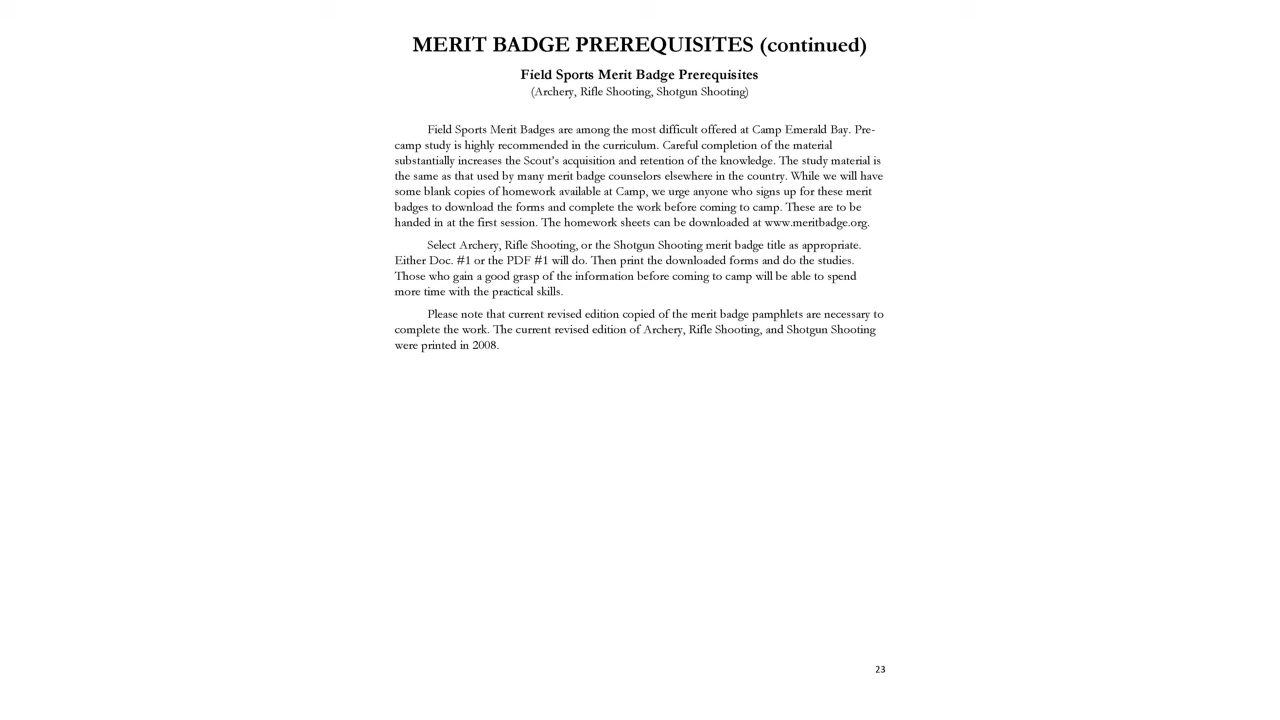 MERIT BADGE PREREQUISITES (continued)
Field Sports Merit Badge Prerequisites
(Archery, Rifle Shooting, Shotgun Shooting)
Field Sports Merit Badges are among the most difficult offered at Camp Emerald Bay. Pre-
camp study is highly recommended in the curriculum. Careful completion of the material
substantially increases the Scout's acquisition and retention of the knowledge. The study material is
the same as that used by many merit badge counselors elsewhere in the country. While we will have
some blank copies of homework available at Camp, we urge anyone who signs up for these merit
badges to download the forms and complete the work before coming to camp. These are to be
handed in at the first session. The homework sheets can be downloaded at www.meritbadge.org.
Select Archery, Rifle Shooting, or the Shotgun Shooting merit badge title as appropriate.
Either Doc. #1 or the PDF #1 will do. Then print the downloaded forms and do the studies.
Those who gain a good grasp of the information before coming to camp will be able to spend
more time with the practical skills.
Please note that current revised edition copied of the merit badge pamphlets are necessary to
complete the work. The current revised edition of Archery, Rifle Shooting, and Shotgun Shooting
were printed in 2008.
23